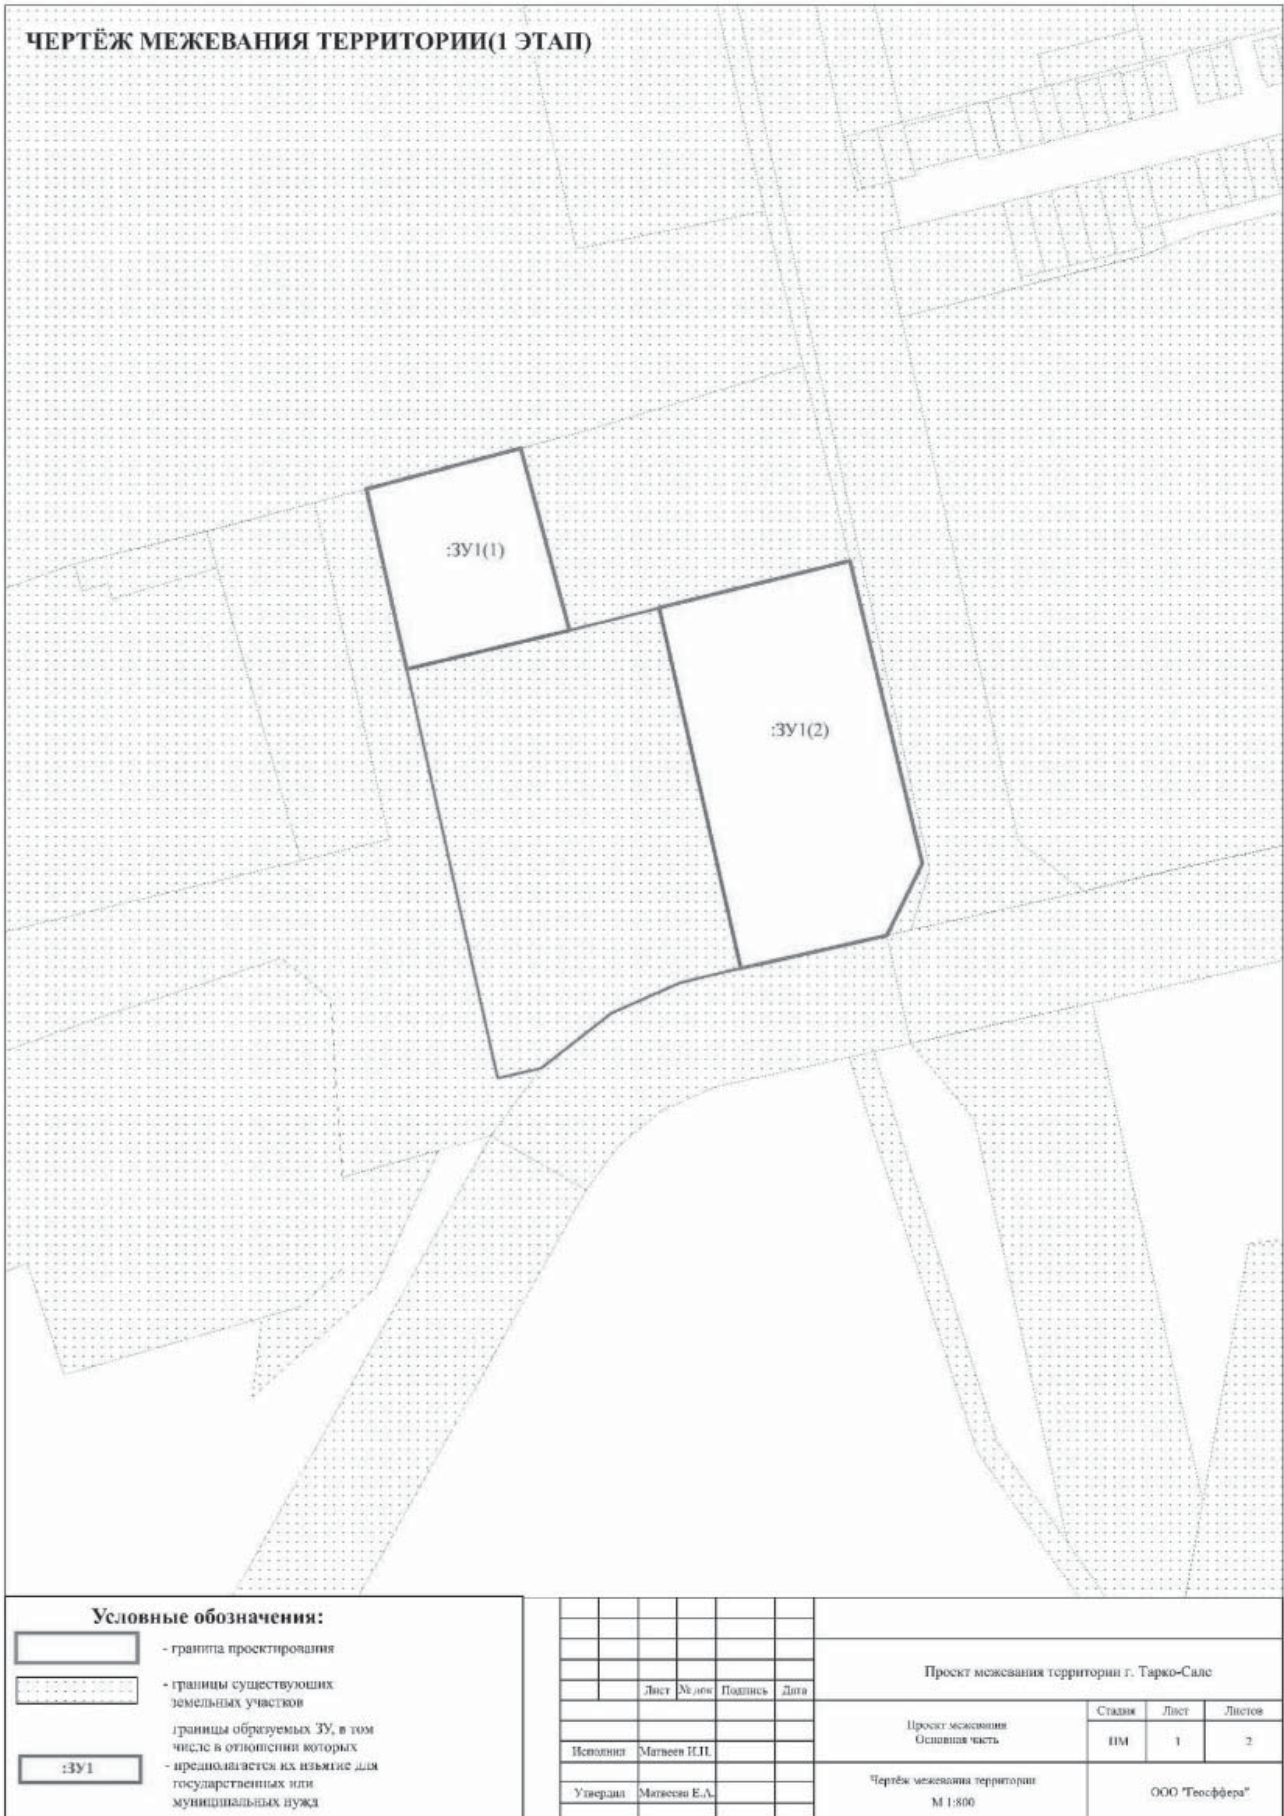 ЧЕРТЁЖ МЕЖЕВАНИЯ ТЕРРИТОРИИ(1 ЭТАП)
:ЗУ1(1)
:ЗУ1(2)
Условные обозначения:
- граница проектирования
- границы существующих
земельных участков
границы образуемых ЗУ, в том
числе в отношении которых
:ЗУ1
- предполагается их изъятие для
государственных или
муниципальных нужд
Лист № док Подпись Дата
Исполнил Матвеев И.П.
Утвердил Матвеева Е.А.
Проект межевания территории г. Тарко-Сале
Проект межевания
Основная часть
Стадия Лист Листов
ПМ 1 2
Чертёж межевания территории
М 1:800
ООО "Геосффера"